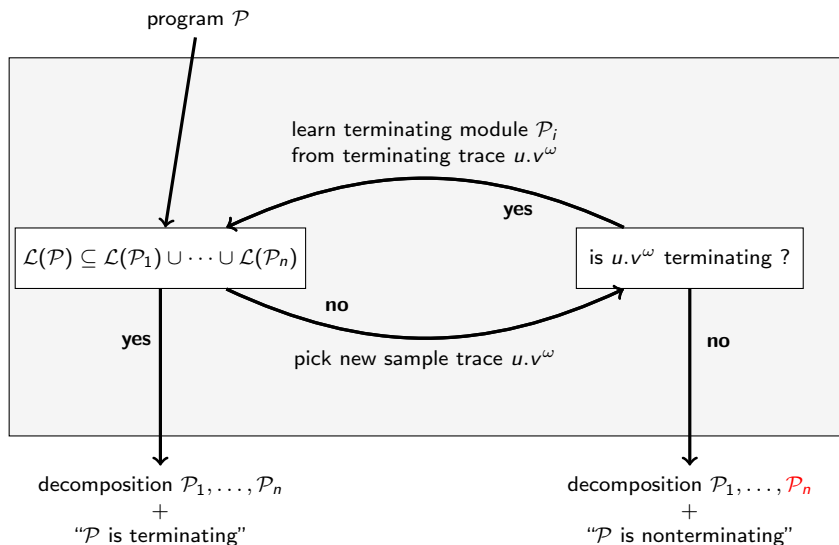 program 𝒫
learn terminating module 𝒫ᵢ
from terminating trace u.v^ω
yes
ℒ(𝒫) ⊆ ℒ(𝒫₁) ∪ ⋯ ∪ ℒ(𝒫ₙ)
is u.v^ω terminating ?
no
yes
no
pick new sample trace u.v^ω
decomposition 𝒫₁, …, 𝒫ₙ
+
“𝒫 is terminating”
decomposition 𝒫₁, …, 𝒫ₙ
+
“𝒫 is nonterminating”